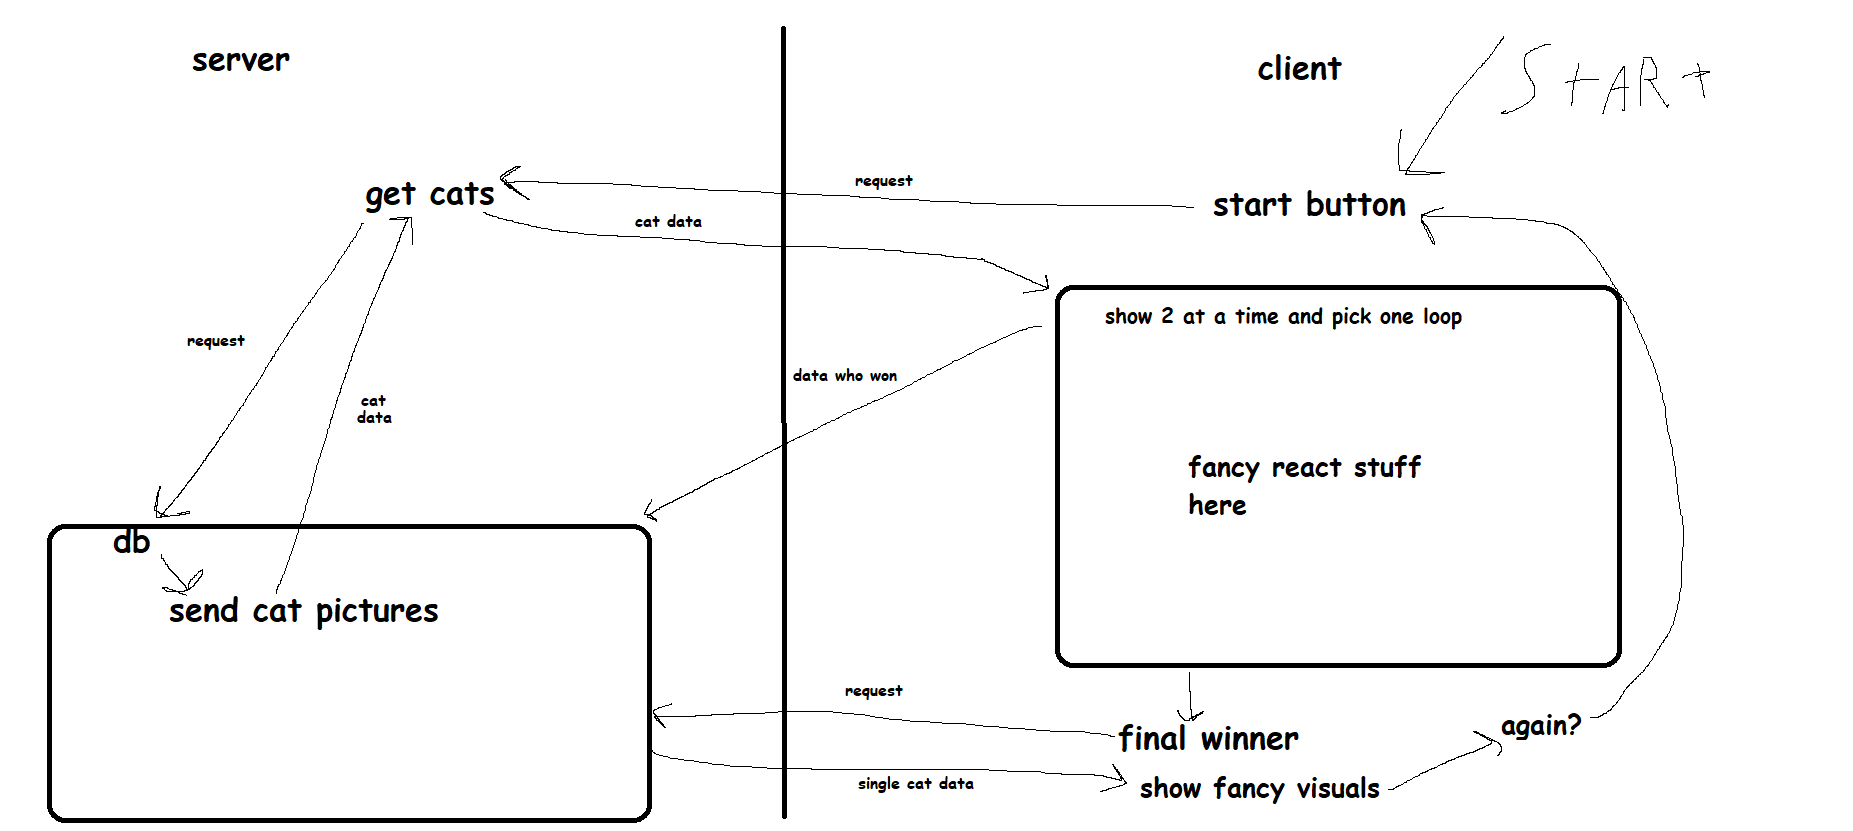 server
client
START
get cats
request
start button
cat data
show 2 at a time and pick one loop
request
data who won
cat
data
fancy react stuff
here
db
send cat pictures
request
final winner
again?
single cat data
show fancy visuals